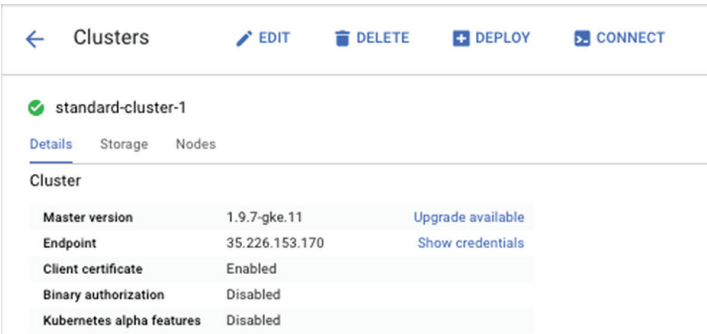 Clusters EDIT DELETE DEPLOY CONNECT
standard-cluster-1
Details Storage Nodes
Cluster
Master version 1.9.7-gke.11 Upgrade available
Endpoint 35.226.153.170 Show credentials
Client certificate Enabled
Binary authorization Disabled
Kubernetes alpha features Disabled